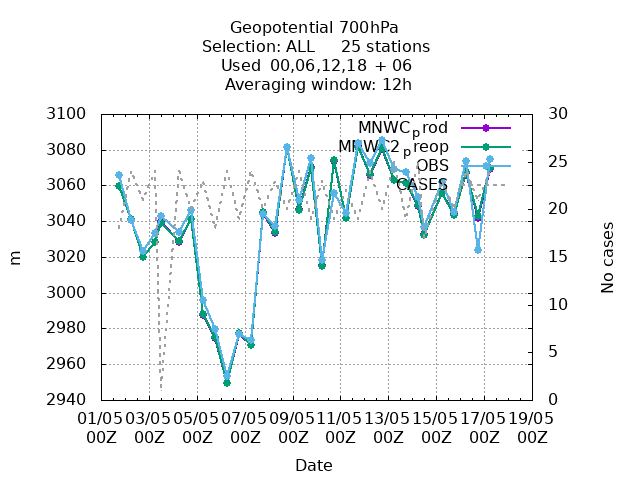 Geopotential 700hPa
Selection: ALL 25 stations
Used 00,06,12,18 + 06
Averaging window: 12h
3100
3080
3060
3040
3020
3000
2980
2960
2940
m
30
25
20
15
10
5
0
No cases
MNWCprod
MNWC2preop
OBS
CASES
01/05 03/05 05/05 07/05 09/05 11/05 13/05 15/05 17/05 19/05
00Z 00Z 00Z 00Z 00Z 00Z 00Z 00Z 00Z 00Z
Date